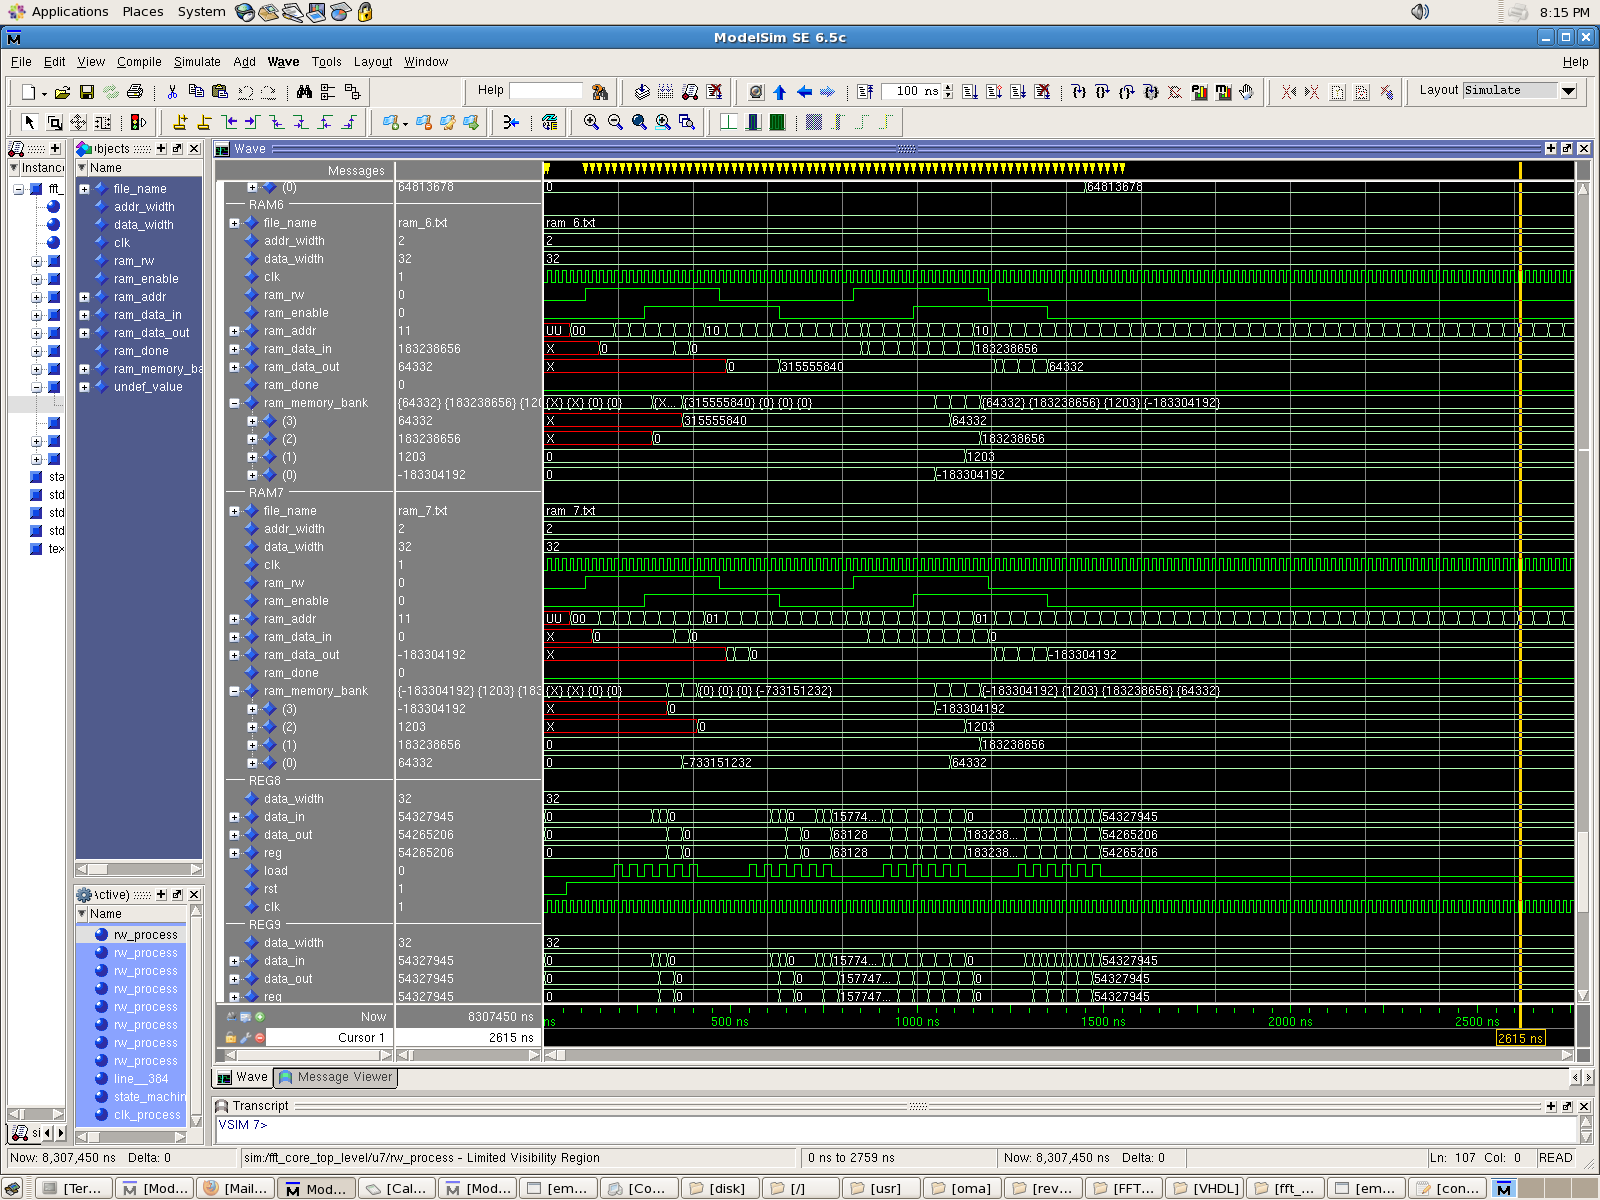 Applications Places System 8:15 PM
ModelSim SE 6.5c
File Edit View Compile Simulate Add Wave Tools Layout Window Help
Help 100 ns Layout Simulate
Objects Wave
Instance Name Messages
(0) 64813678 0 64813678
RAM6
file_name ram_6.txt ram_6.txt
addr_width 2 2
data_width 32 32
clk 1
ram_rw 0
ram_enable 0
ram_addr 11 UU 00 10 10
ram_data_in 183238656 X 0 0 183238656
ram_data_out 64332 X 0 315555840 64332
ram_done 0
ram_memory_bank {64332} {183238656} {120 {X} {X} {0} {0} {X... {315555840} {0} {0} {0} {64332} {183238656} {1203} {-183304192}
(3) 64332 X 315555840 64332
(2) 183238656 X 0 183238656
(1) 1203 0 1203
(0) -183304192 0 -183304192
RAM7
file_name ram_7.txt ram_7.txt
addr_width 2 2
data_width 32 32
clk 1
ram_rw 0
ram_enable 0
ram_addr 11 UU 00 01 01
ram_data_in 0 X 0 0 0
ram_data_out -183304192 X 0 -183304192
ram_done 0
ram_memory_bank {-183304192} {1203} {183 {X} {X} {0} {0} {0} {0} {0} {-733151232} {-183304192} {1203} {183238656} {64332}
(3) -183304192 X 0 -183304192
(2) 1203 X 0 1203
(1) 183238656 0 183238656
(0) 64332 0 -733151232 64332
REG8
data_width 32 32
data_in 54327945 0 0 0 15774... 0 54327945
data_out 54265206 0 0 0 63128 183238... 54265206
reg 54265206 0 0 0 63128 183238... 54265206
load 0
rst 1
clk 1
REG9
data_width 32 32
data_in 54327945 0 0 0 15774... 0 54327945
data_out 54327945 0 0 0 157747... 0 54327945
reg 54327945 0 0 0 157747... 0 54327945
Now 8307450 ns ns 500 ns 1000 ns 1500 ns 2000 ns 2500 ns
Cursor 1 2615 ns 2615 ns
fft_
sta
std
std
std
tex
file_name
addr_width
data_width
clk
ram_rw
ram_enable
ram_addr
ram_data_in
ram_data_out
ram_done
ram_memory_ba
undef_value
Active)
Name
rw_process
rw_process
rw_process
rw_process
rw_process
rw_process
rw_process
rw_process
line__384
state_machin
clk_process
si
Wave Message Viewer
Transcript
VSIM 7>
Now: 8,307,450 ns Delta: 0 sim:/fft_core_top_level/u7/rw_process - Limited Visibility Region 0 ns to 2759 ns Now: 8,307,450 ns Delta: 0 Ln: 107 Col: 0 READ
[Ter... [Mod... [Mail... Mod... [Cal... [Mod... [em... [Co... [disk] [/] [usr] [oma] [rev... [FFT... [VHDL] [fft_... [em... [con...